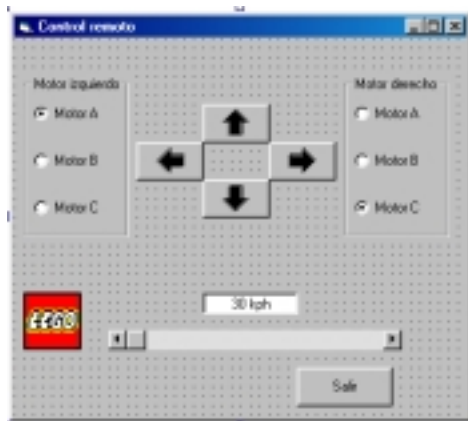 Control remoto
Motor izquierdo
Motor derecho
Motor A
Motor A
Motor B
Motor B
Motor C
Motor C
LEGO
30 kph
Salir